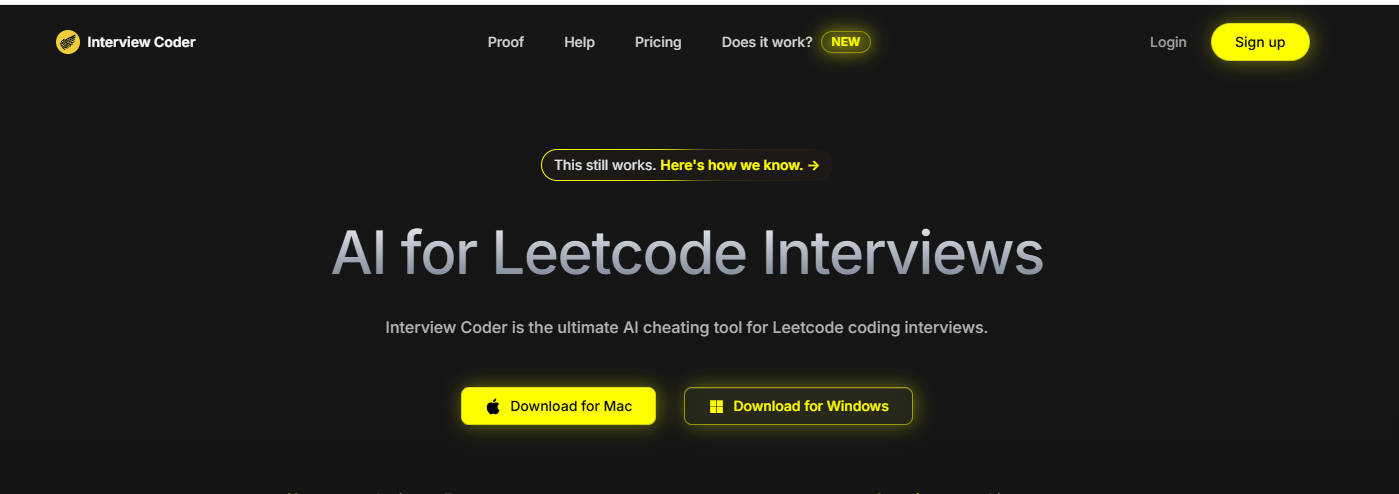 Interview Coder
Proof
Help
Pricing
Does it work?
NEW
Login
Sign up
This still works. Here's how we know. →
AI for Leetcode Interviews
Interview Coder is the ultimate AI cheating tool for Leetcode coding interviews.
Download for Mac
Download for Windows